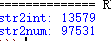 ====== R
str2int: 13579
str2num: 97531